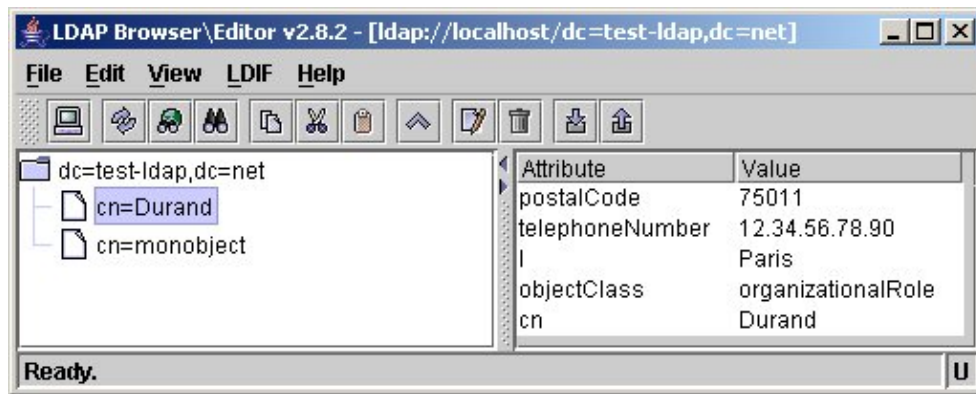 LDAP Browser\Editor v2.8.2 - [ldap://localhost/dc=test-ldap,dc=net]
File Edit View LDIF Help
dc=test-ldap,dc=net
cn=Durand
cn=monobject
Attribute Value
postalCode 75011
telephoneNumber 12.34.56.78.90
l Paris
objectClass organizationalRole
cn Durand
Ready. U